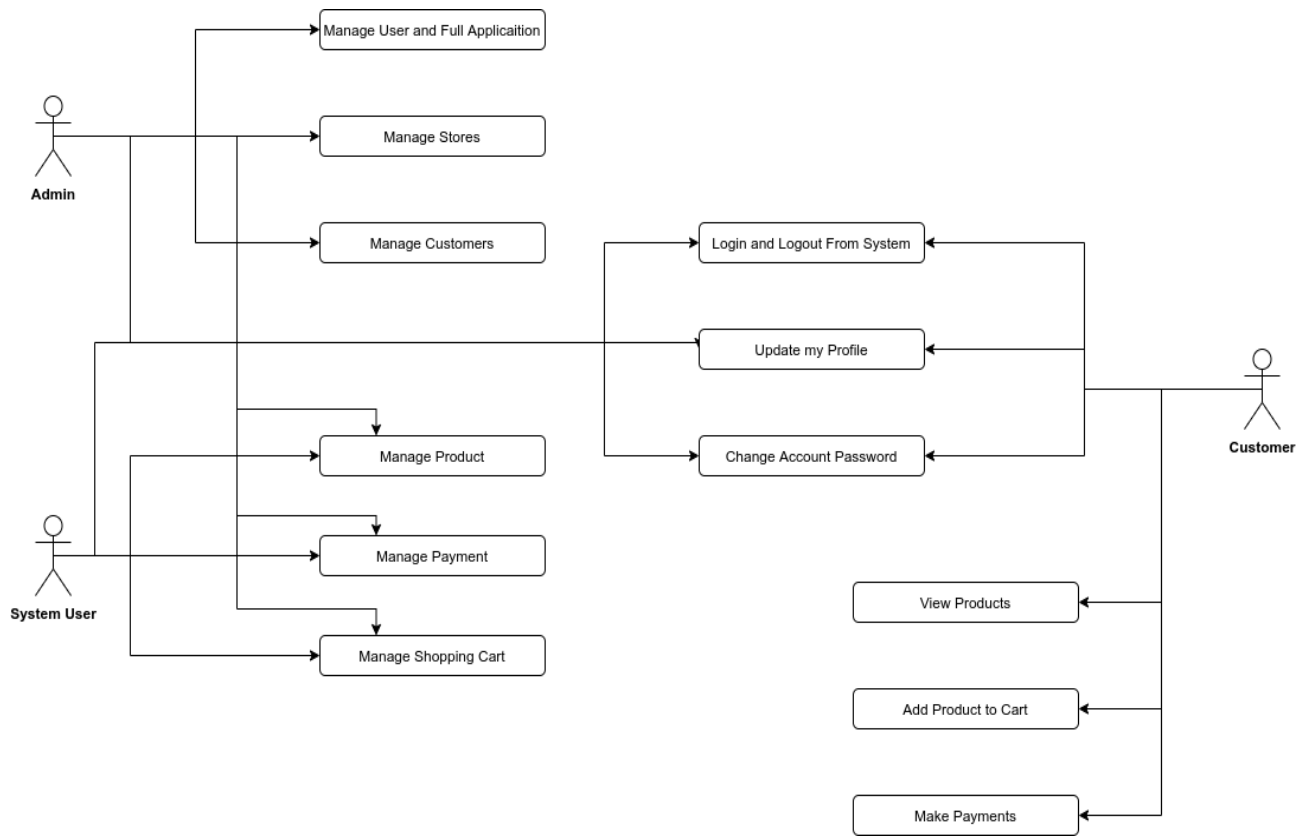 Manage User and Full Applicaition
Manage Stores
Admin
Manage Customers
Login and Logout From System
Update my Profile
Customer
Manage Product
Change Account Password
Manage Payment
System User
View Products
Manage Shopping Cart
Add Product to Cart
Make Payments